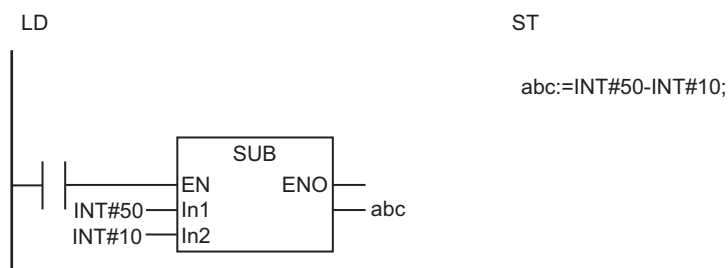 LD
ST
abc:=INT#50-INT#10;
SUB
EN ENO
INT#50 In1 abc
INT#10 In2